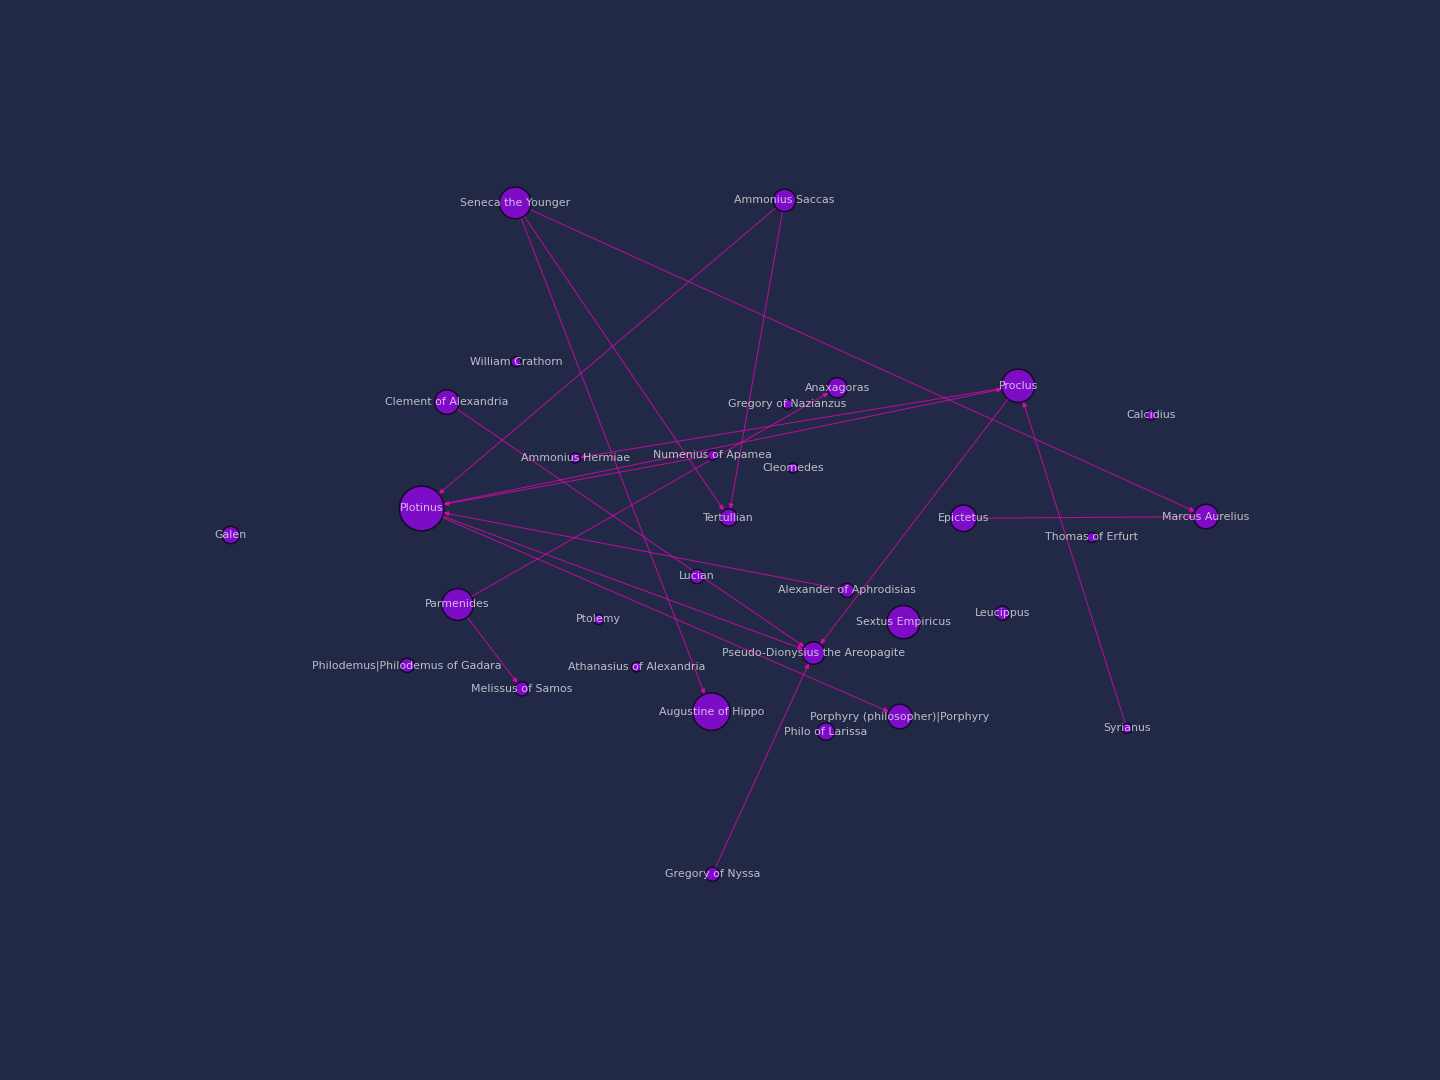 Ammonius Saccas
Seneca the Younger
William Crathorn
Proclus
Anaxagoras
Clement of Alexandria
Gregory of Nazianzus
Calcidius
Numenius of Apamea
Ammonius Hermiae
Cleomedes
Plotinus
Marcus Aurelius
Tertullian
Epictetus
Galen
Thomas of Erfurt
Lucian
Alexander of Aphrodisias
Parmenides
Leucippus
Ptolemy
Sextus Empiricus
Pseudo-Dionysius the Areopagite
Philodemus|Philodemus of Gadara
Athanasius of Alexandria
Melissus of Samos
Augustine of Hippo
Porphyry (philosopher)|Porphyry
Syrianus
Philo of Larissa
Gregory of Nyssa